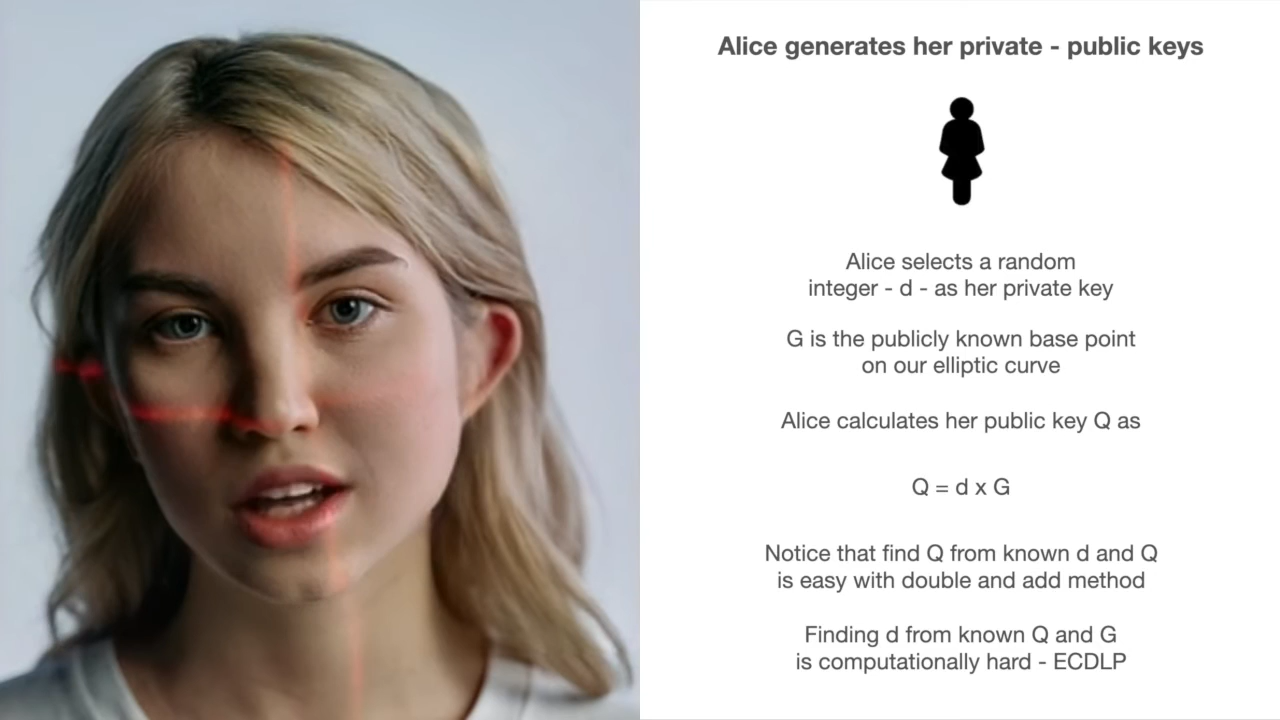 Alice generates her private - public keys
Alice selects a random
integer - d - as her private key
G is the publicly known base point
on our elliptic curve
Alice calculates her public key Q as
Q = d x G
Notice that find Q from known d and Q
is easy with double and add method
Finding d from known Q and G
is computationally hard - ECDLP